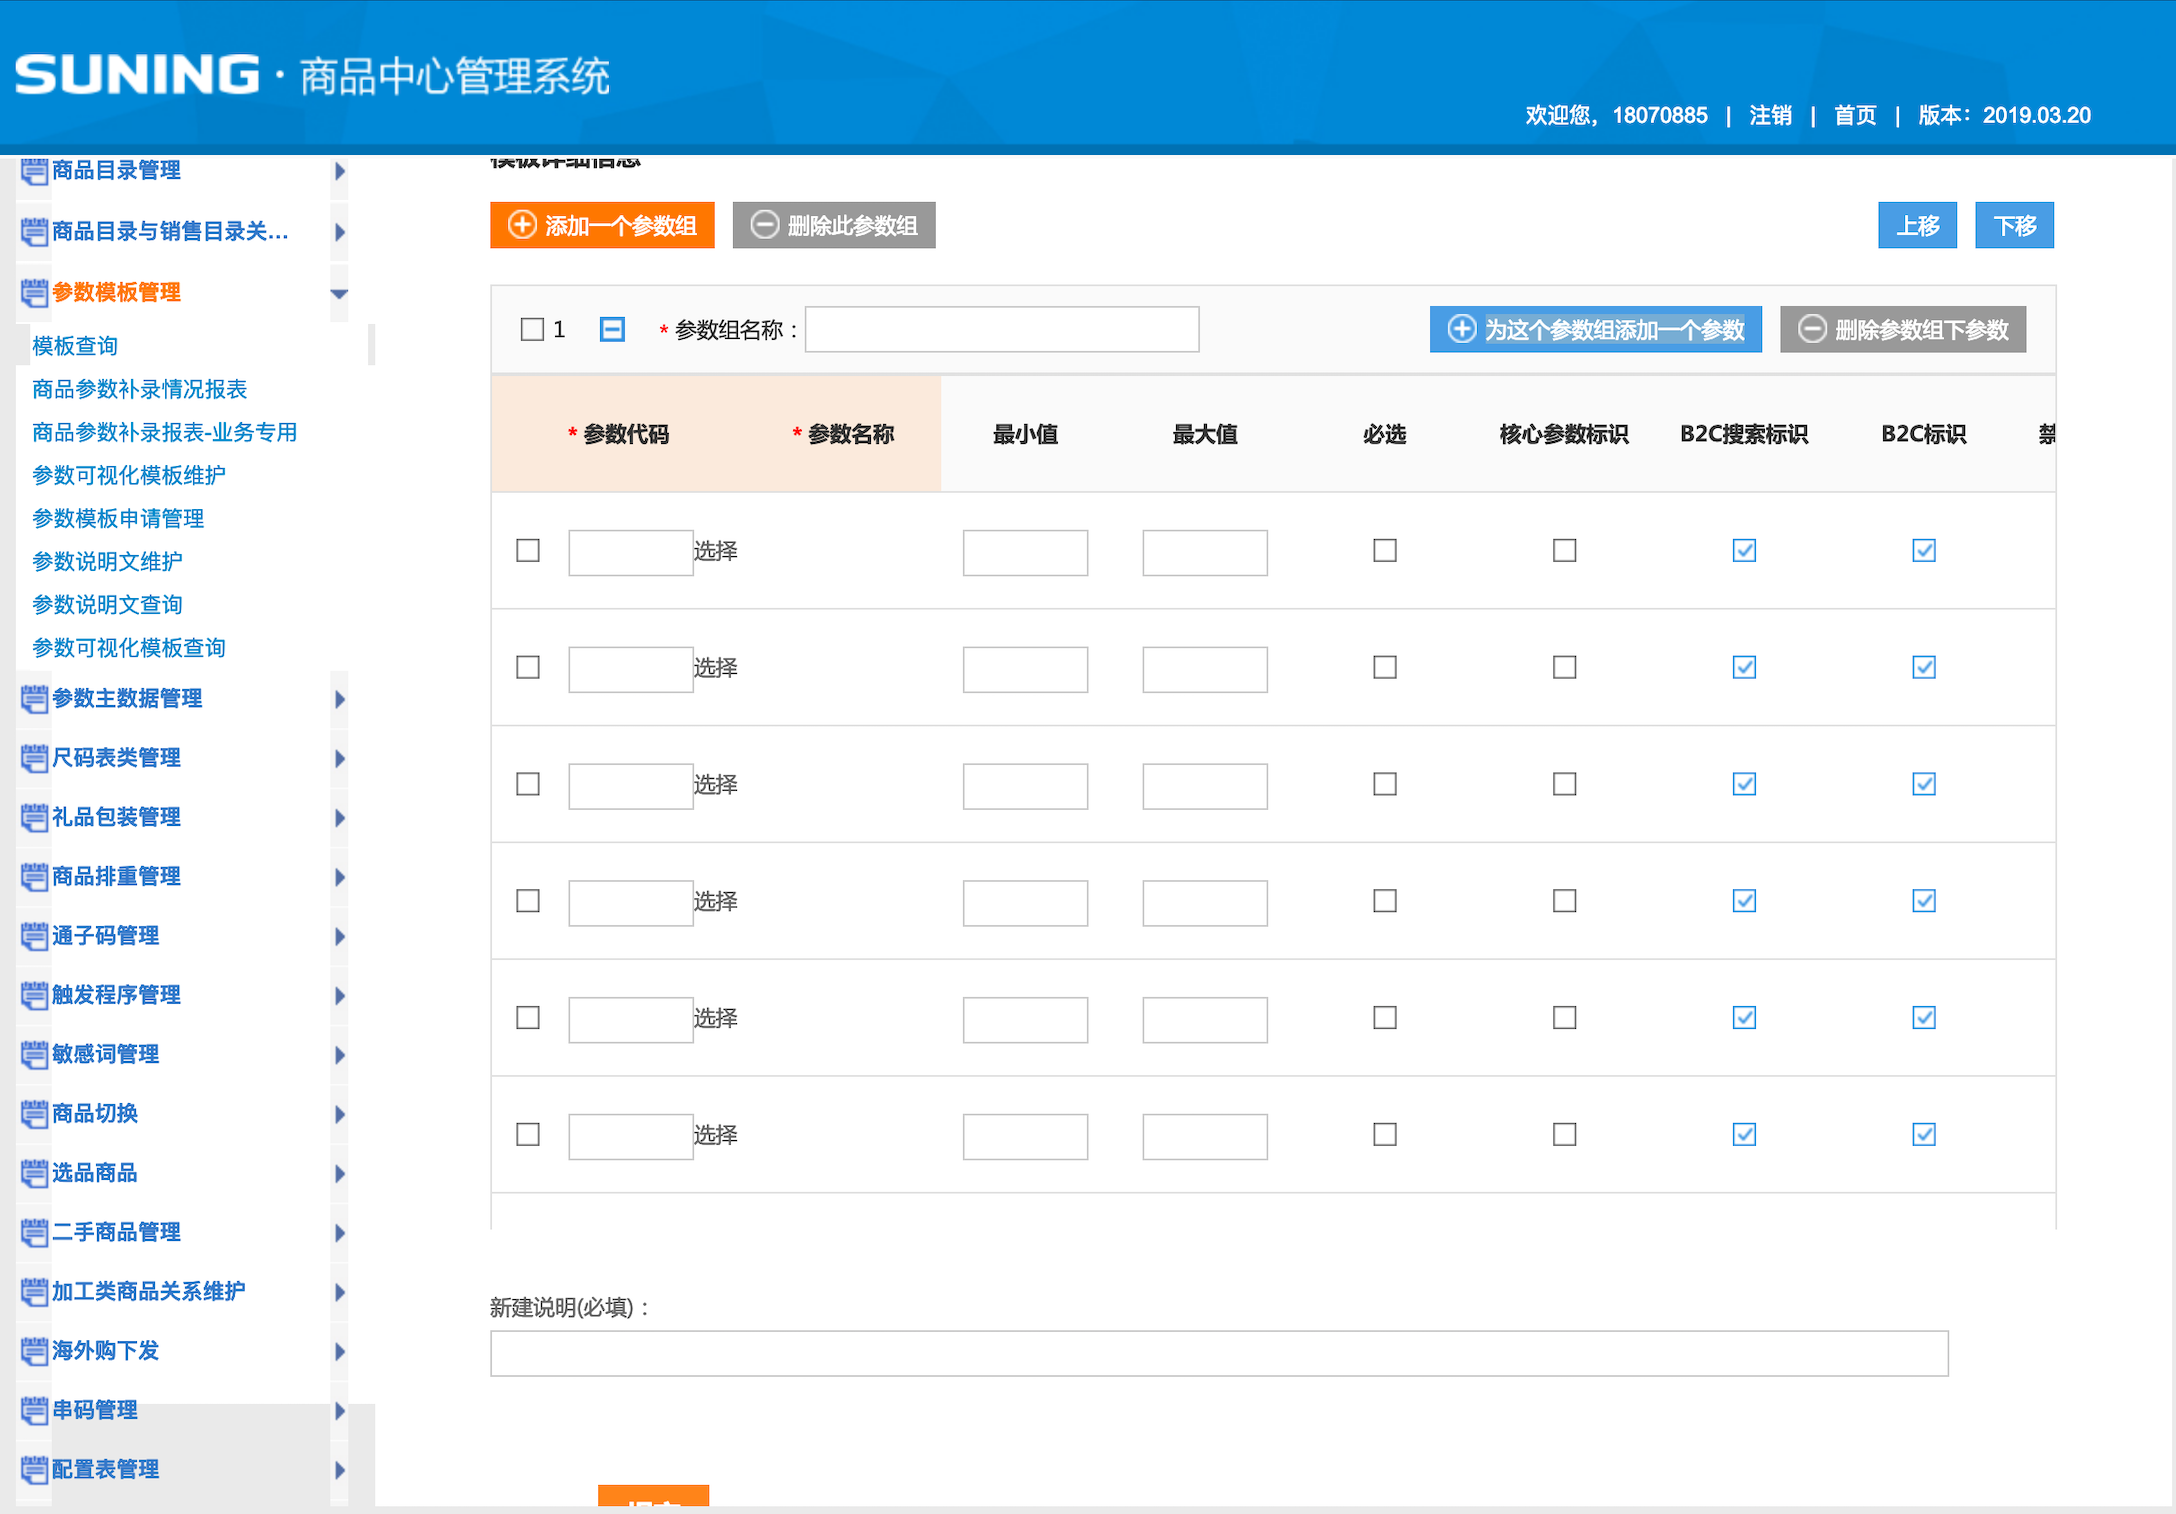 SUNING · 商品中心管理系统
欢迎您，18070885 | 注销 | 首页 | 版本：2019.03.20
商品目录管理
商品目录与销售目录关...
参数模板管理
模板查询
商品参数补录情况报表
商品参数补录报表-业务专用
参数可视化模板维护
参数模板申请管理
参数说明文维护
参数说明文查询
参数可视化模板查询
参数主数据管理
尺码表类管理
礼品包装管理
商品排重管理
通子码管理
触发程序管理
敏感词管理
商品切换
选品商品
二手商品管理
加工类商品关系维护
海外购下发
串码管理
配置表管理
模板详细信息
添加一个参数组 删除此参数组 上移 下移
1 * 参数组名称： 为这个参数组添加一个参数 删除参数组下参数
* 参数代码 * 参数名称 最小值 最大值 必选 核心参数标识 B2C搜索标识 B2C标识 禁
选择
选择
选择
选择
选择
选择
新建说明(必填)：